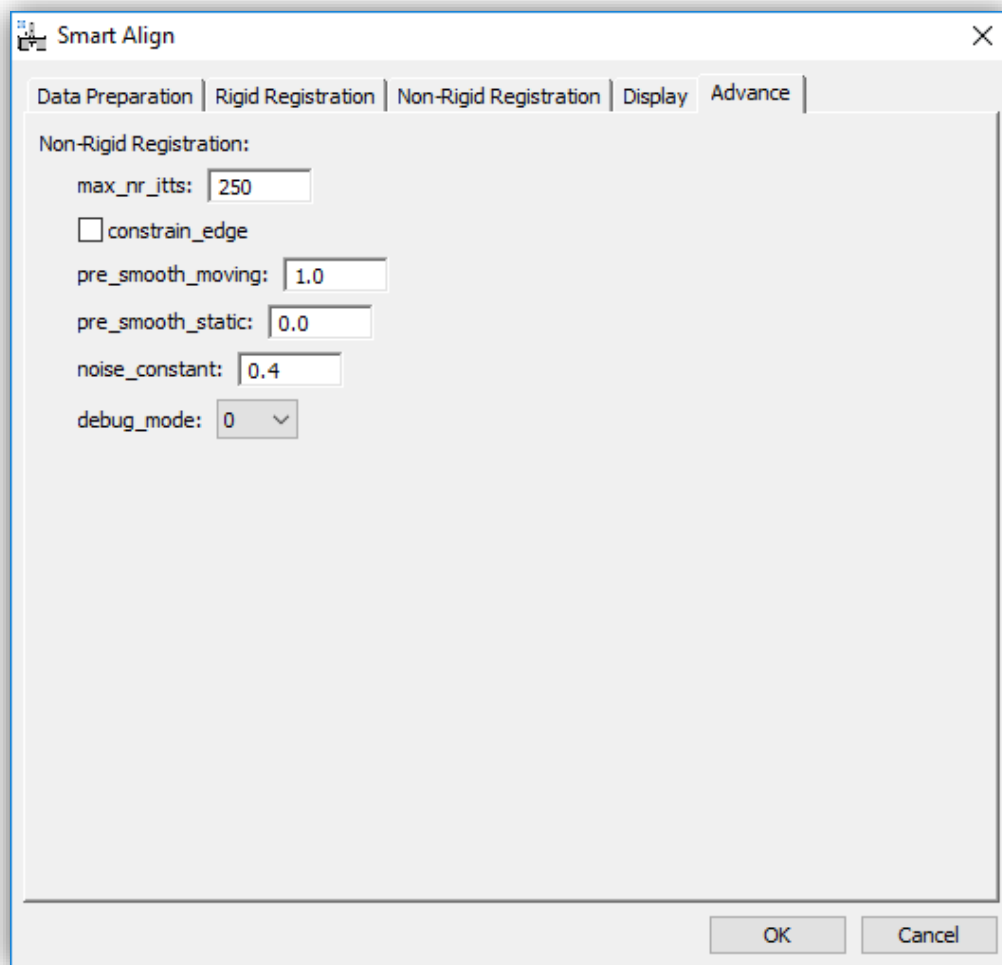 Smart Align
Data Preparation Rigid Registration Non-Rigid Registration Display Advance
Non-Rigid Registration:
max_nr_itts: 250
constrain_edge
pre_smooth_moving: 1.0
pre_smooth_static: 0.0
noise_constant: 0.4
debug_mode: 0
OK Cancel